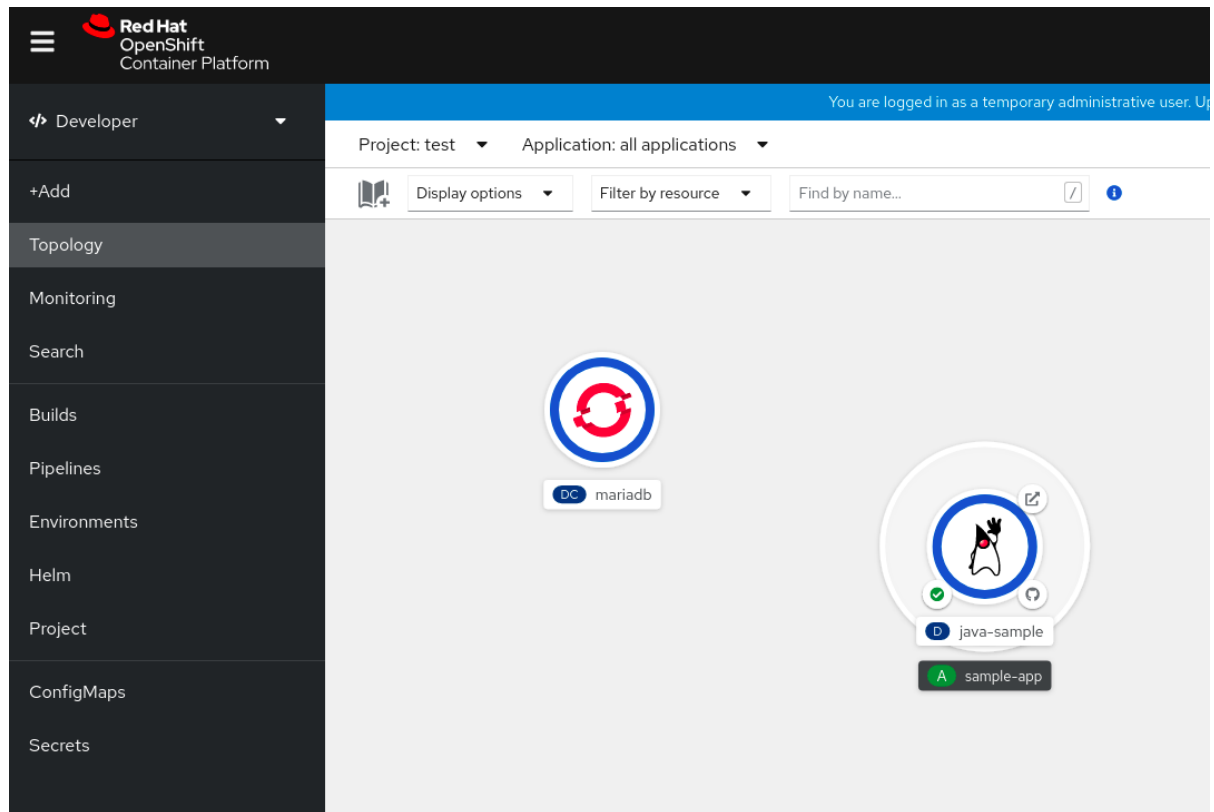 Red Hat
OpenShift
Container Platform
You are logged in as a temporary administrative user. Up
Developer
Project: test
Application: all applications
+Add
Display options
Filter by resource
Find by name...
/
Topology
Monitoring
Search
Builds
Pipelines
Environments
Helm
Project
ConfigMaps
Secrets
DC mariadb
D java-sample
A sample-app